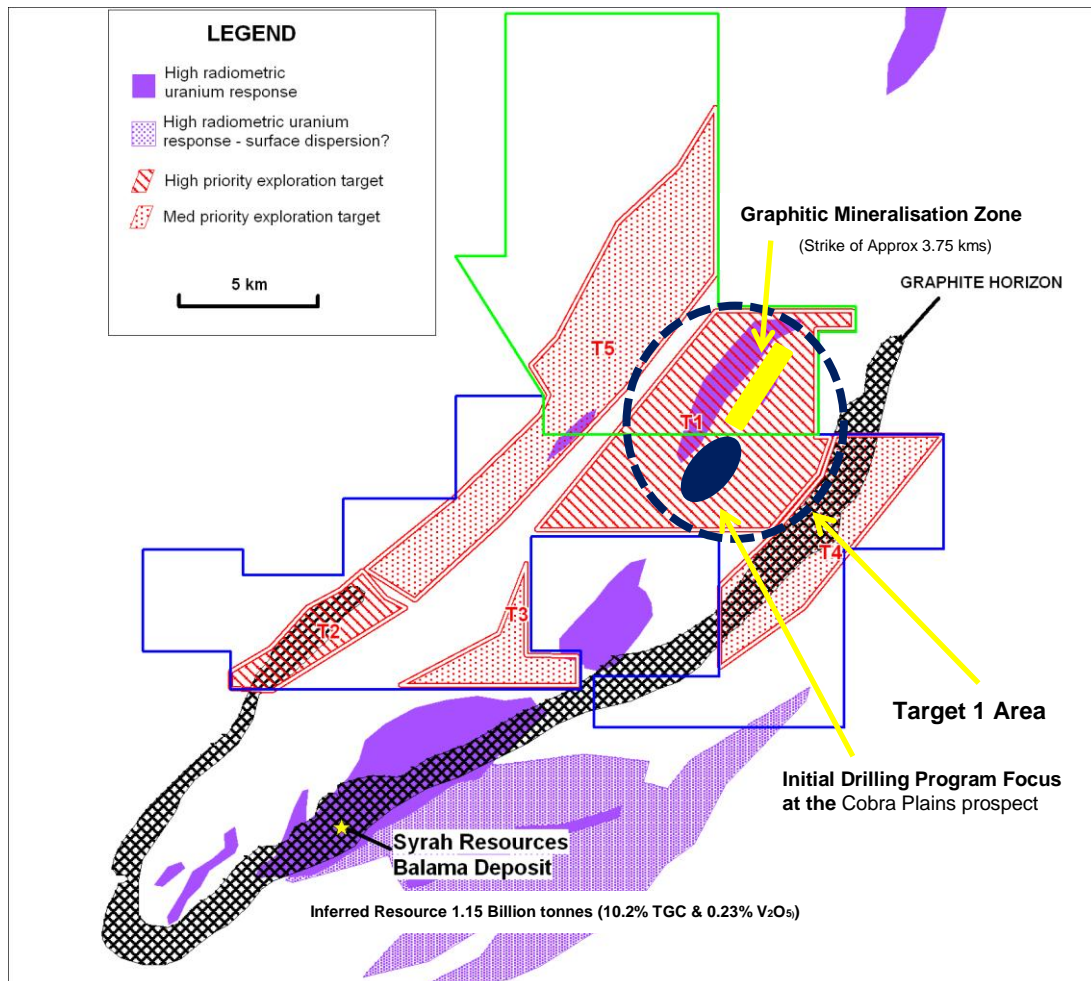 LEGEND
High radiometric
uranium response
High radiometric uranium
response - surface dispersion?
High priority exploration target
Med priority exploration target
5 km
Graphitic Mineralisation Zone
(Strike of Approx 3.75 kms)
GRAPHITE HORIZON
T5
T1
T4
T3
T2
Target 1 Area
Initial Drilling Program Focus
at the Cobra Plains prospect
Syrah Resources
Balama Deposit
Inferred Resource 1.15 Billion tonnes (10.2% TGC & 0.23% V₂O₅)